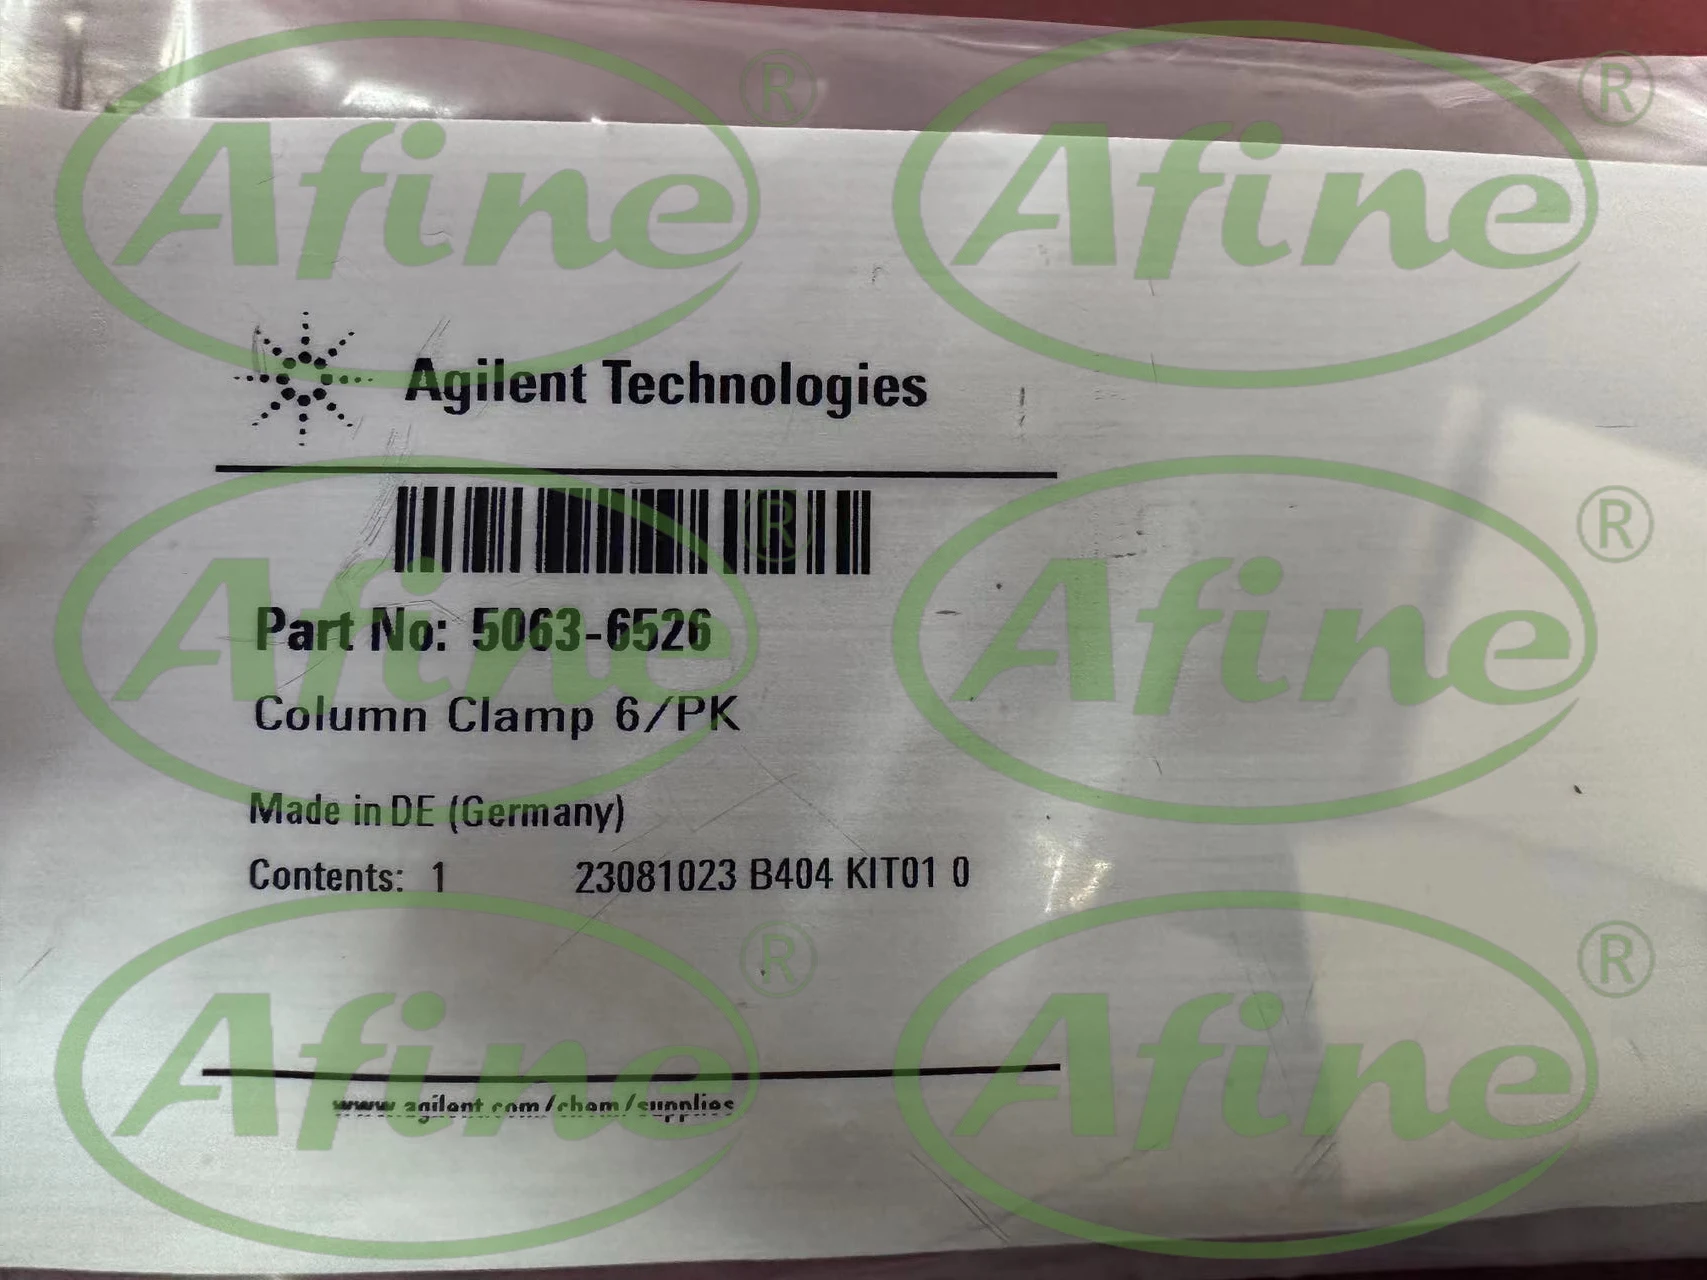 Afine ®
Afine ®
Agilent Technologies
®
®
Afine
Afine
Part No: 5063-6526
Column Clamp 6/PK
Made in DE (Germany)
Contents: 1 23081023 B404 KIT01 0
®
®
Afine
Afine
www.agilent.com/chem/supplies